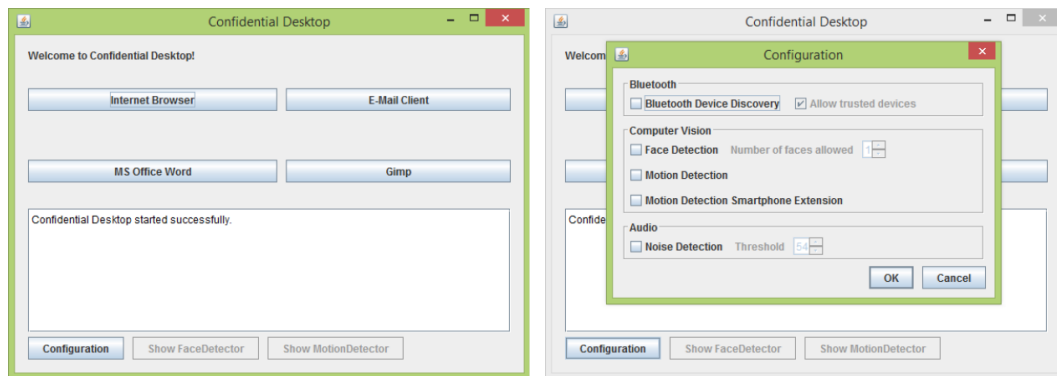 Confidential Desktop
Welcome to Confidential Desktop!
Internet Browser
E-Mail Client
MS Office Word
Gimp
Confidential Desktop started successfully.
Configuration
Show FaceDetector
Show MotionDetector
Confidential Desktop
Welcom
Configuration
Bluetooth
Bluetooth Device Discovery
Allow trusted devices
Computer Vision
Face Detection Number of faces allowed 1
Motion Detection
Motion Detection Smartphone Extension
Audio
Noise Detection Threshold 54
OK
Cancel
Confide
Configuration
Show FaceDetector
Show MotionDetector